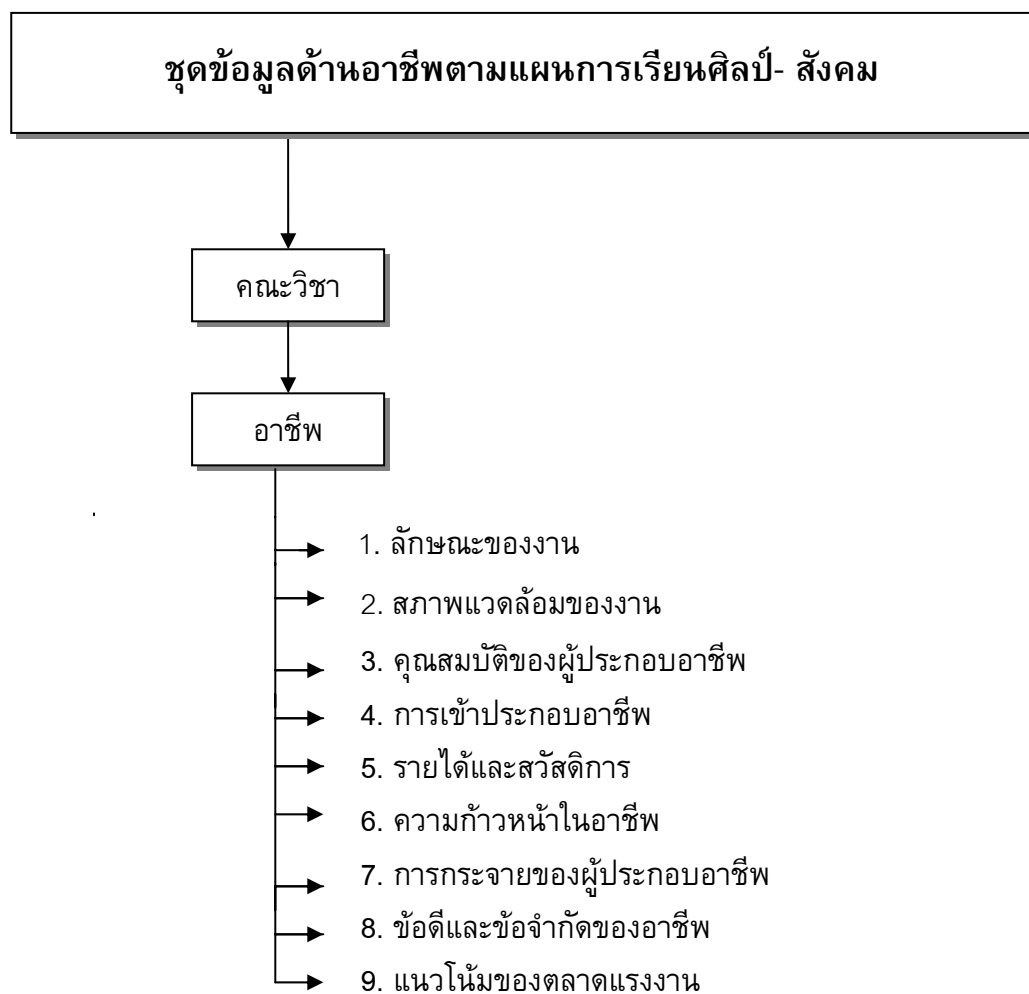 ชุดข้อมูลด้านอาชีพตามแผนการเรียนศิลป์- สังคม
คณะวิชา
อาชีพ
1. ลักษณะของงาน
2. สภาพแวดล้อมของงาน
3. คุณสมบัติของผู้ประกอบอาชีพ
4. การเข้าประกอบอาชีพ
5. รายได้และสวัสดิการ
6. ความก้าวหน้าในอาชีพ
7. การกระจายของผู้ประกอบอาชีพ
8. ข้อดีและข้อจำกัดของอาชีพ
9. แนวโน้มของตลาดแรงงาน